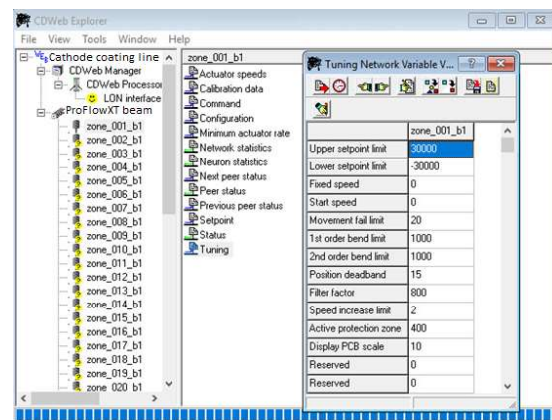 CDWeb Explorer
File View Tools Window Help
Cathode coating line
CDWeb Manager
CDWeb Processor
LON interface
ProFlowXT beam
zone_001_b1
zone_002_b1
zone_003_b1
zone_004_b1
zone_005_b1
zone_006_b1
zone_007_b1
zone_008_b1
zone_009_b1
zone_010_b1
zone_011_b1
zone_012_b1
zone_013_b1
zone_014_b1
zone_015_b1
zone_016_b1
zone_017_b1
zone_018_b1
zone_019_b1
zone 020 b1
zone_001_b1
Actuator speeds
Calibration data
Command
Configuration
Minimum actuator rate
Network statistics
Neuron statistics
Next peer status
Peer status
Previous peer status
Setpoint
Status
Tuning
Tuning Network Variable V...
zone_001_b1
Upper setpoint limit 30000
Lower setpoint limit -30000
Fixed speed 0
Start speed 0
Movement fail limit 20
1st order bend limit 1000
2nd order bend limit 1000
Position deadband 15
Filter factor 800
Speed increase limit 2
Active protection zone 400
Display PCB scale 10
Reserved 0
Reserved 0